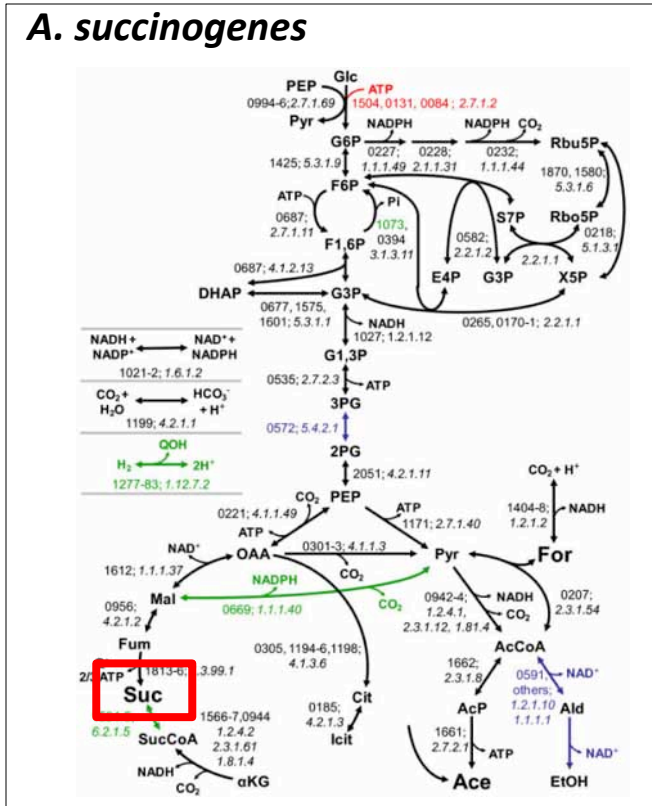 A. succinogenes
Glc
PEP
ATP
0994-6; 2.7.1.69
1504, 0131, 0084 ; 2.7.1.2
Pyr
NADPH
NADPH CO₂
G6P
Rbu5P
0227;
1.1.1.49
0228;
2.1.1.31
0232;
1.1.1.44
1425; 5.3.1.9
1870, 1580;
5.3.1.6
F6P
ATP
Pi
S7P
Rbo5P
0687;
2.7.1.11
1073,
0394
3.1.3.11
0582;
2.2.1.2
0218;
5.1.3.1
F1,6P
2.2.1.1
0687; 4.1.2.13
E4P
G3P
X5P
DHAP
G3P
0677, 1575,
1601; 5.3.1.1
NADH
0265, 0170-1; 2.2.1.1
1027; 1.2.1.12
NADH +
NADP⁺
NAD⁺ +
NADPH
1021-2; 1.6.1.2
G1,3P
0535; 2.7.2.3
ATP
CO₂ +
H₂O
HCO₃⁻
+ H⁺
1199; 4.2.1.1
3PG
0572; 5.4.2.1
QOH
H₂
2H⁺
1277-83; 1.12.7.2
2PG
2051; 4.2.1.11
CO₂
PEP
CO₂ + H⁺
0221; 4.1.1.49
ATP
ATP
1171; 2.7.1.40
1404-8;
1.2.1.2
NADH
NAD⁺
OAA
0301-3; 4.1.1.3
CO₂
Pyr
For
1612; 1.1.1.37
NADPH
Mal
0669; 1.1.1.40
CO₂
0942-4;
1.2.4.1,
2.3.1.12, 1.81.4
NADH
CO₂
0207;
2.3.1.54
0956;
4.2.1.2
Fum
0305, 1194-6,1198;
4.1.3.6
AcCoA
2/3 ATP
1813-6;
.3.99.1
1662;
2.3.1.8
0591,
others;
1.2.1.10
1.1.1.1
NAD⁺
Suc
Cit
0185;
4.2.1.3
AcP
Ald
6.2.1.5
1566-7,0944
1.2.4.2
2.3.1.61
1.8.1.4
Icit
SucCoA
1661;
2.7.2.1
ATP
NAD⁺
NADH
CO₂
αKG
Ace
EtOH